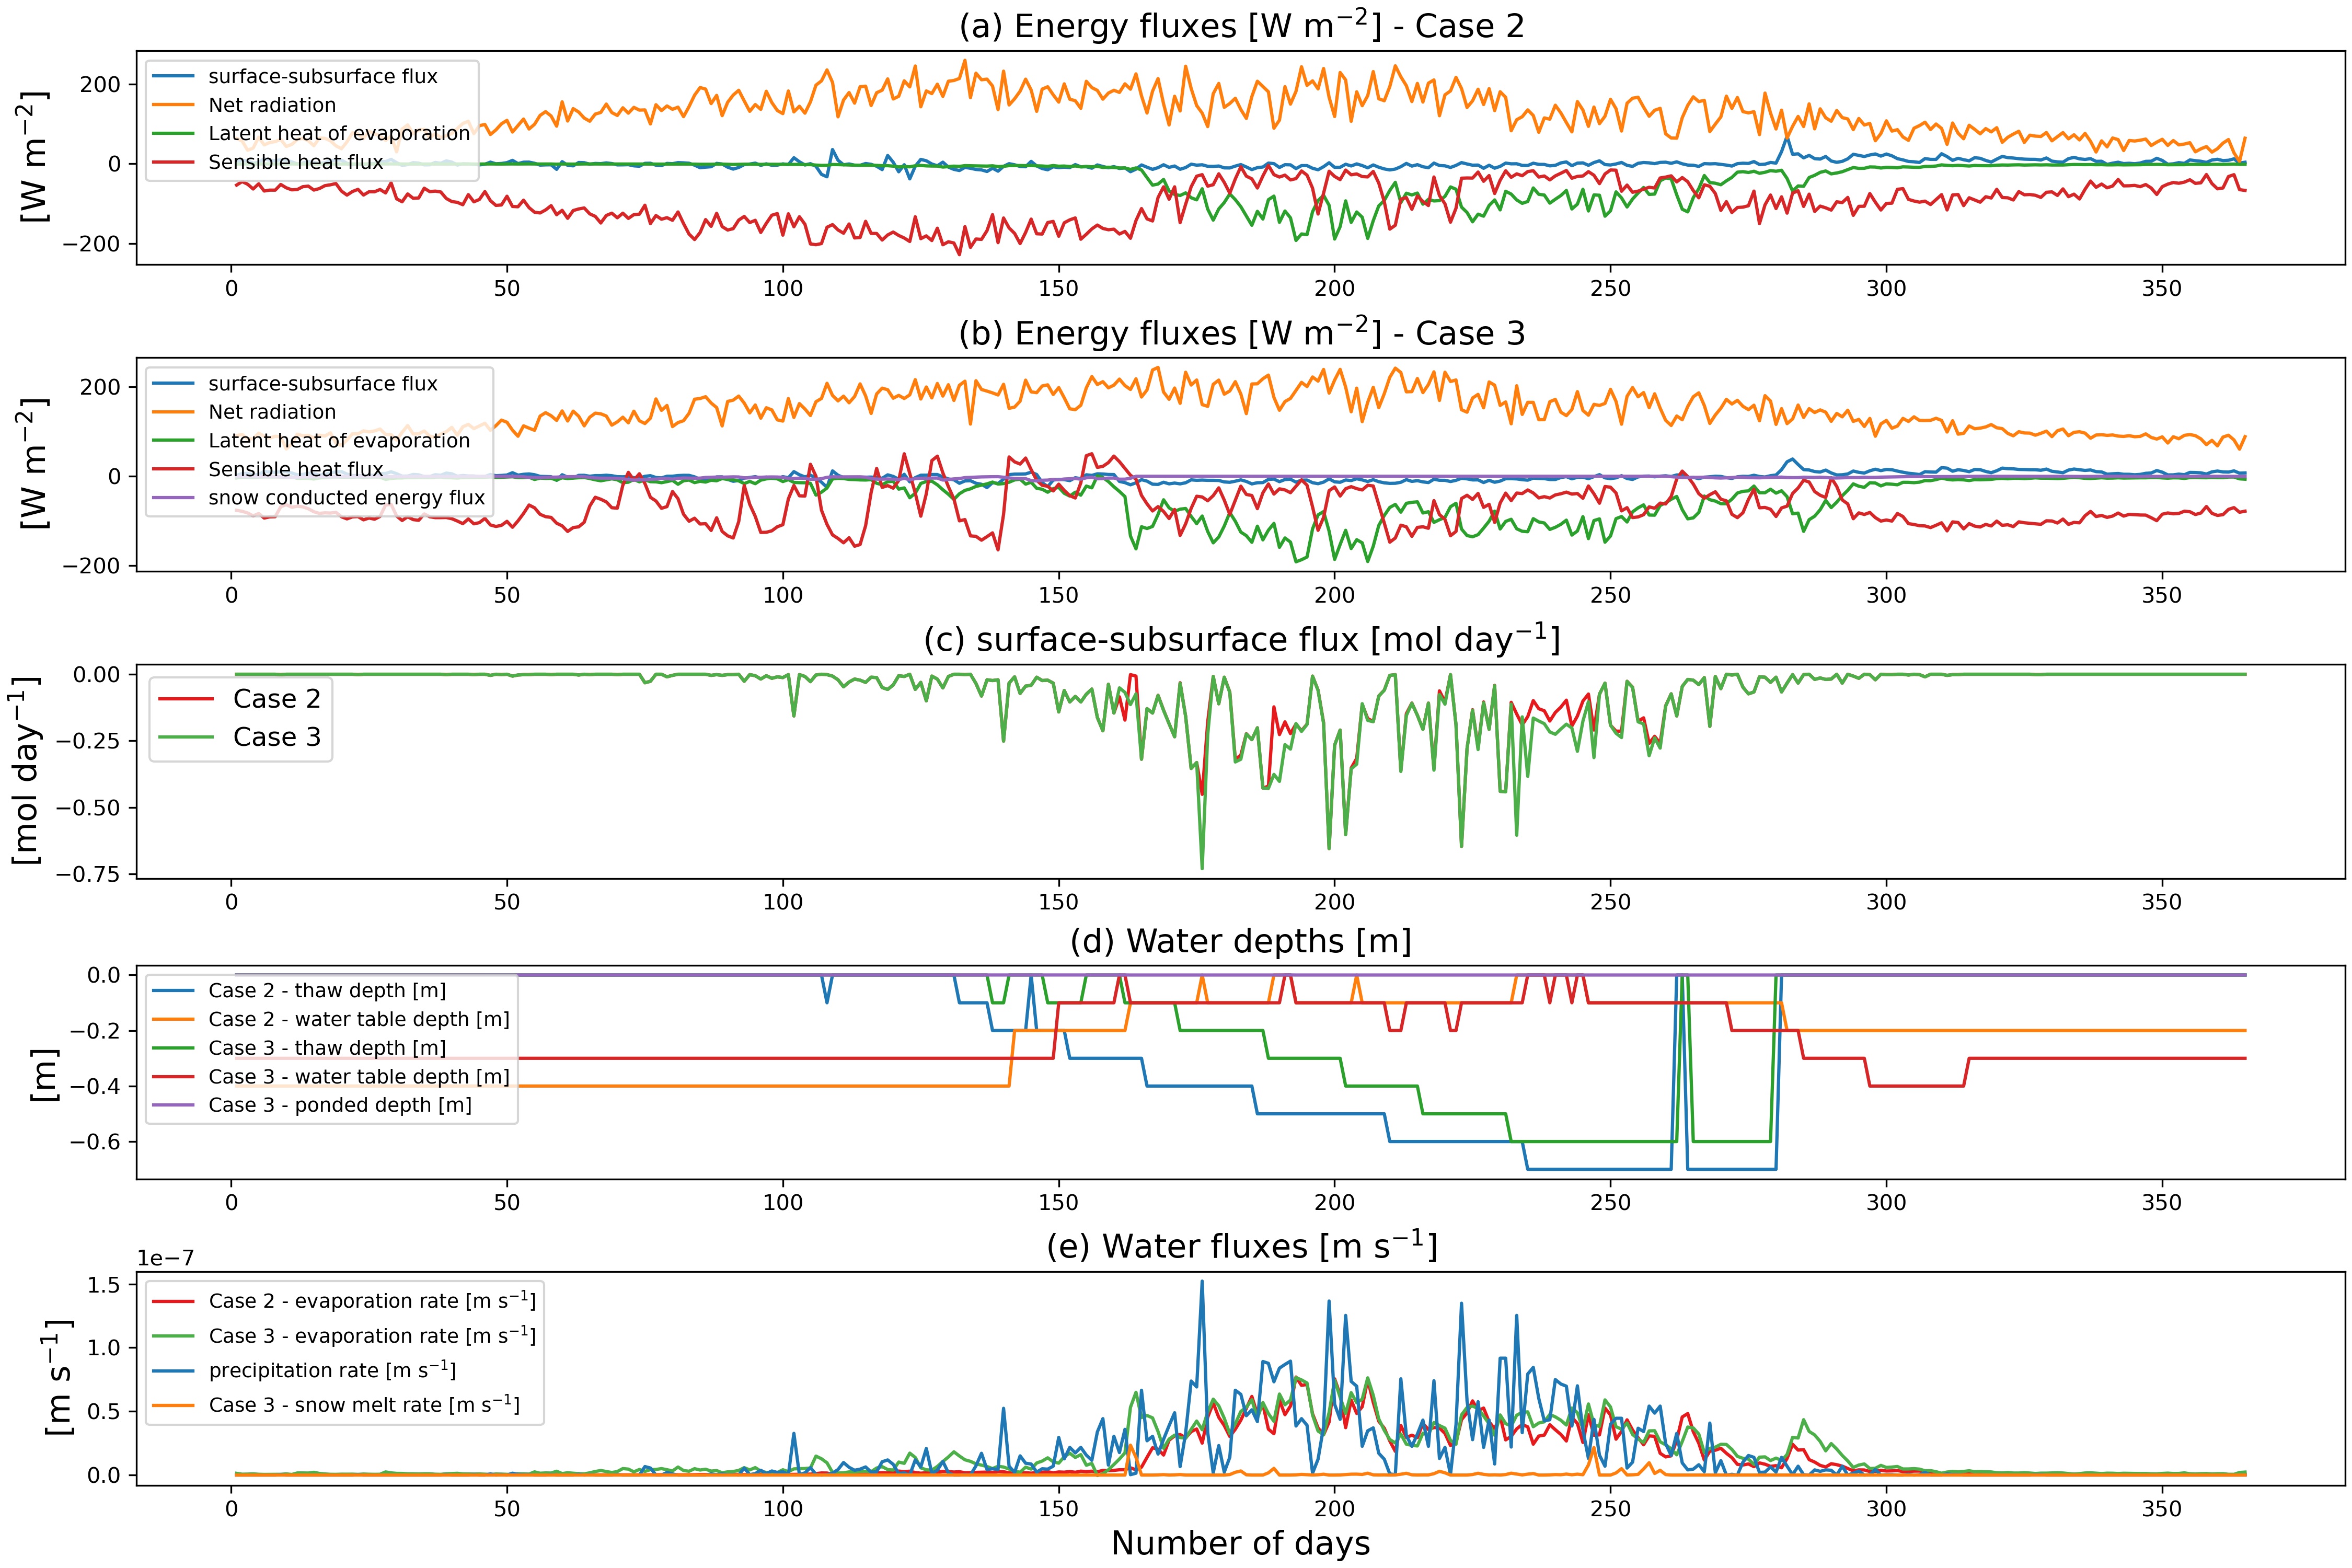 (a) Energy fluxes [W m⁻²] - Case 2
[W m⁻²]
200
0
−200
surface-subsurface flux
Net radiation
Latent heat of evaporation
Sensible heat flux
0 50 100 150 200 250 300 350
(b) Energy fluxes [W m⁻²] - Case 3
[W m⁻²]
200
0
−200
surface-subsurface flux
Net radiation
Latent heat of evaporation
Sensible heat flux
snow conducted energy flux
0 50 100 150 200 250 300 350
(c) surface-subsurface flux [mol day⁻¹]
[mol day⁻¹]
0.00
−0.25
−0.50
−0.75
Case 2
Case 3
0 50 100 150 200 250 300 350
(d) Water depths [m]
[m]
0.0
−0.2
−0.4
−0.6
Case 2 - thaw depth [m]
Case 2 - water table depth [m]
Case 3 - thaw depth [m]
Case 3 - water table depth [m]
Case 3 - ponded depth [m]
0 50 100 150 200 250 300 350
(e) Water fluxes [m s⁻¹]
1e−7
[m s⁻¹]
1.5
1.0
0.5
0.0
Case 2 - evaporation rate [m s⁻¹]
Case 3 - evaporation rate [m s⁻¹]
precipitation rate [m s⁻¹]
Case 3 - snow melt rate [m s⁻¹]
0 50 100 150 200 250 300 350
Number of days